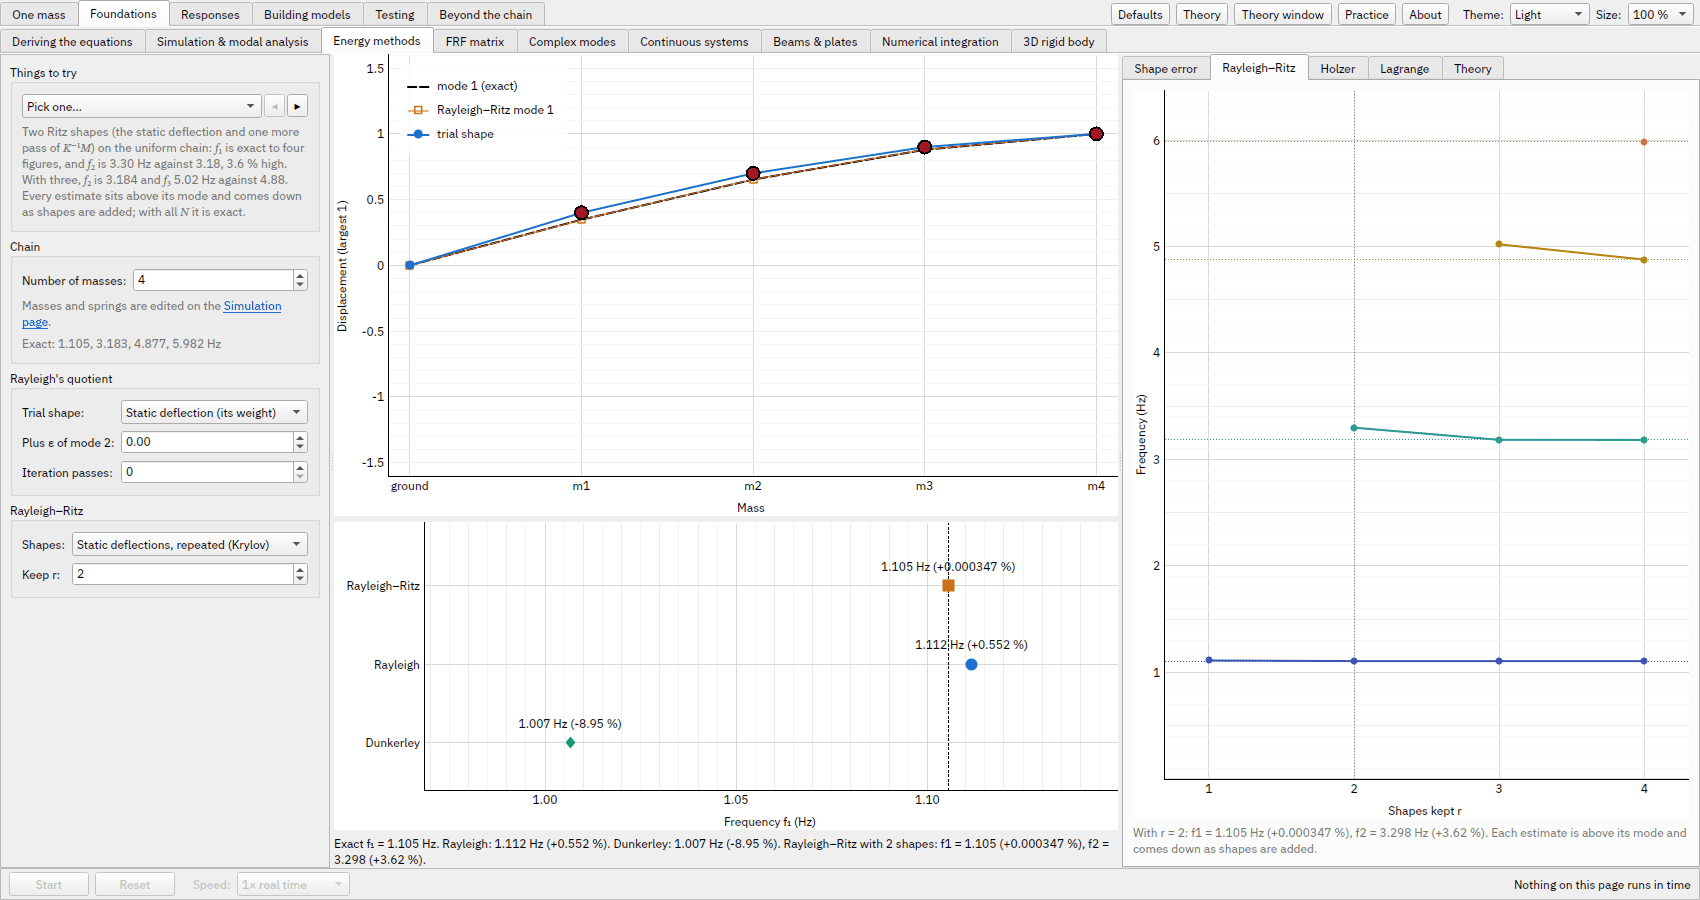 One mass
Foundations
Responses
Building models
Testing
Beyond the chain
Defaults
Theory
Theory window
Practice
About
Theme:
Light
Size:
100 %
Deriving the equations
Simulation & modal analysis
Energy methods
FRF matrix
Complex modes
Continuous systems
Beams & plates
Numerical integration
3D rigid body
Things to try
Pick one...
Two Ritz shapes (the static deflection and one more
pass of K⁻¹M) on the uniform chain: f₁ is exact to four
figures, and f₂ is 3.30 Hz against 3.18, 3.6 % high.
With three, f₂ is 3.184 and f₃ 5.02 Hz against 4.88.
Every estimate sits above its mode and comes down
as shapes are added; with all N it is exact.
Chain
Number of masses:
4
Masses and springs are edited on the Simulation
page.
Exact: 1.105, 3.183, 4.877, 5.982 Hz
Rayleigh's quotient
Trial shape:
Static deflection (its weight)
Plus ε of mode 2:
0.00
Iteration passes:
0
Rayleigh–Ritz
Shapes:
Static deflections, repeated (Krylov)
Keep r:
2
mode 1 (exact)
Rayleigh–Ritz mode 1
trial shape
Displacement (largest 1)
1.5
1
0.5
0
-0.5
-1
-1.5
ground
m1
m2
m3
m4
Mass
Rayleigh–Ritz
Rayleigh
Dunkerley
1.105 Hz (+0.000347 %)
1.112 Hz (+0.552 %)
1.007 Hz (-8.95 %)
1.00
1.05
1.10
Frequency f₁ (Hz)
Exact f₁ = 1.105 Hz. Rayleigh: 1.112 Hz (+0.552 %). Dunkerley: 1.007 Hz (-8.95 %). Rayleigh–Ritz with 2 shapes: f1 = 1.105 (+0.000347 %), f2 =
3.298 (+3.62 %).
Shape error
Rayleigh–Ritz
Holzer
Lagrange
Theory
Frequency (Hz)
6
5
4
3
2
1
1
2
3
4
Shapes kept r
With r = 2: f1 = 1.105 Hz (+0.000347 %), f2 = 3.298 Hz (+3.62 %). Each estimate is above its mode and
comes down as shapes are added.
Start
Reset
Speed:
1× real time
Nothing on this page runs in time